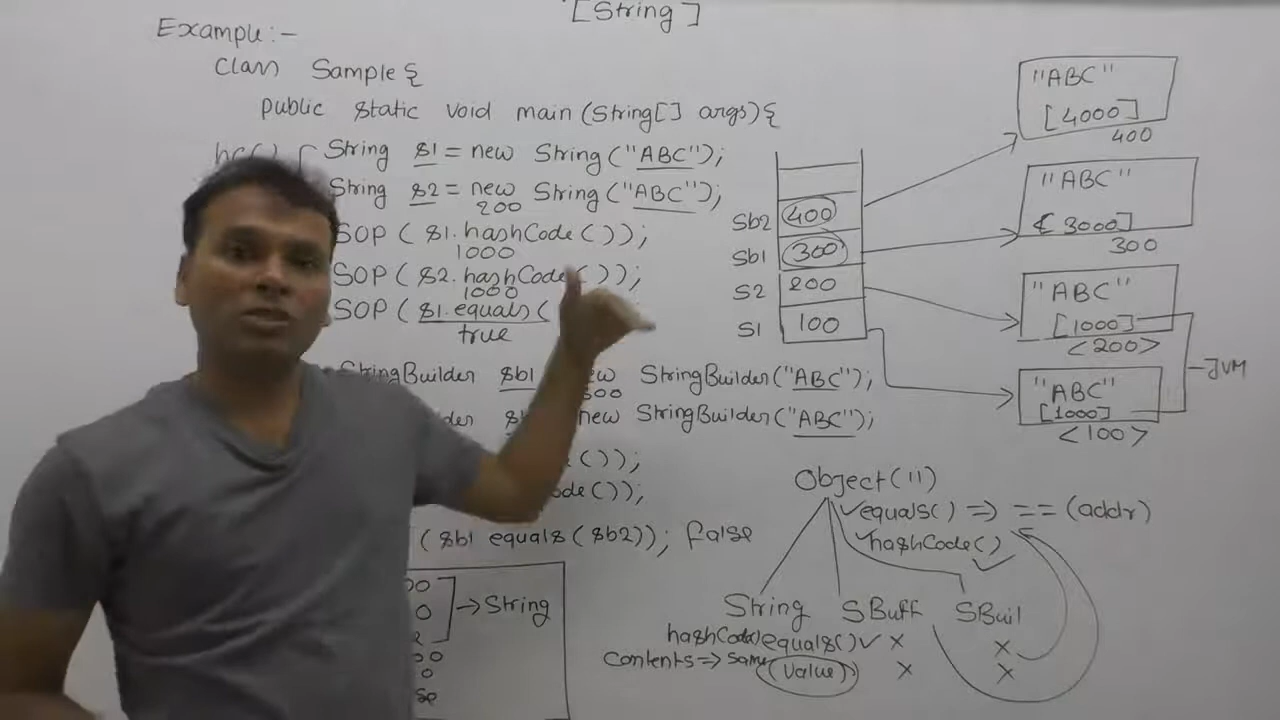 [String]
Example:-
class Sample{
public static void main(String[] args){
String s1 = new String("ABC");
String s2 = new String("ABC");
200
SOP ( s1.hashCode());
1000
SOP ( s2.hashCode());
1000
SOP ( s1.equals(
true
StringBuilder sb1 = new StringBuilder("ABC");
new StringBuilder("ABC");
());
ode());
( sb1 equals(sb2)); false
→ String
Sb2 400
Sb1 300
S2 200
S1 100
"ABC"
[4000]
400
"ABC"
[3000]
300
"ABC"
[1000]
<200>
"ABC"
[1000]
<100>
JVM
Object(11)
✓equals() => == (addr)
✓hashCode()
String SBuff SBuil
hashCode()equals()✓ × ×
contents => same (value) × ×